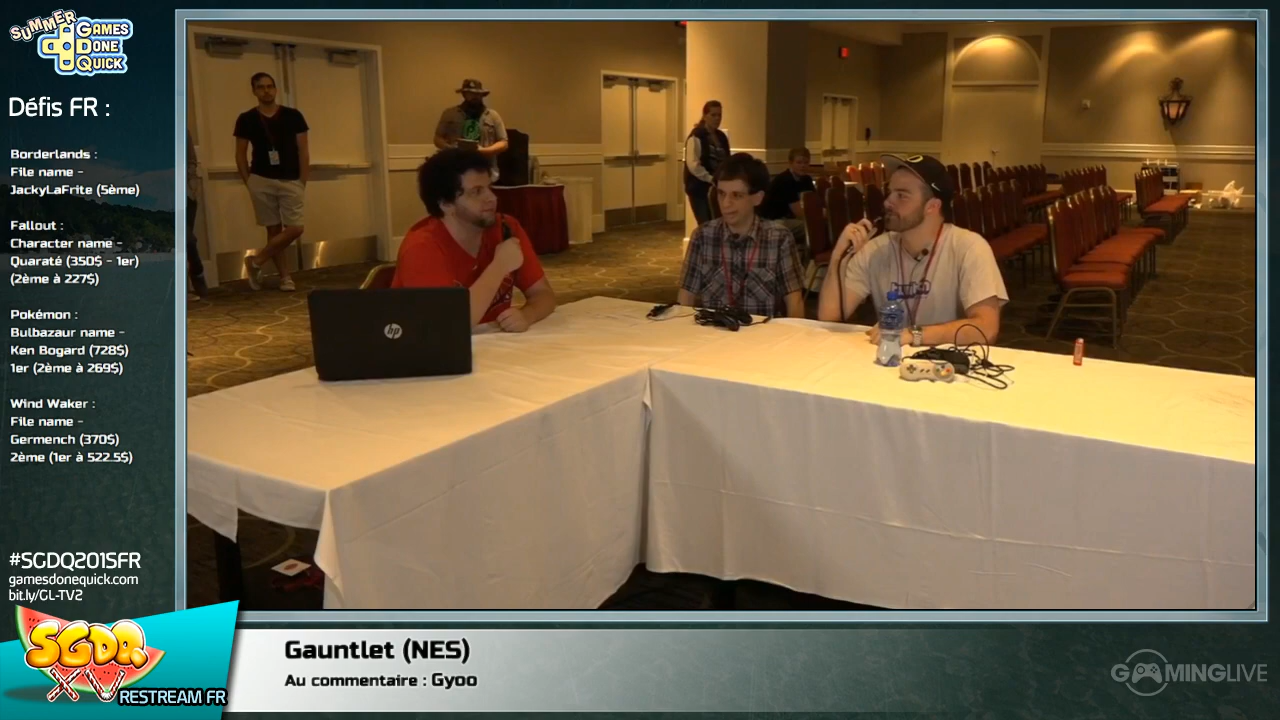 SUMMER
GAMES
DONE
QUICK
Défis FR :
Borderlands :
File name -
JackyLaFrite (5ème)
Fallout :
Character name -
Quaraté (350$ - 1er)
(2ème à 227$)
Pokémon :
Bulbazaur name -
Ken Bogard (728$)
1er (2ème à 269$)
Wind Waker :
File name -
Germench (370$)
2ème (1er à 522.5$)
#SGDQ2015FR
gamesdonequick.com
bit.ly/GL-TV2
SGDQ
RESTREAM FR
hp
Gauntlet (NES)
Au commentaire : Gyoo
GAMINGLIVE